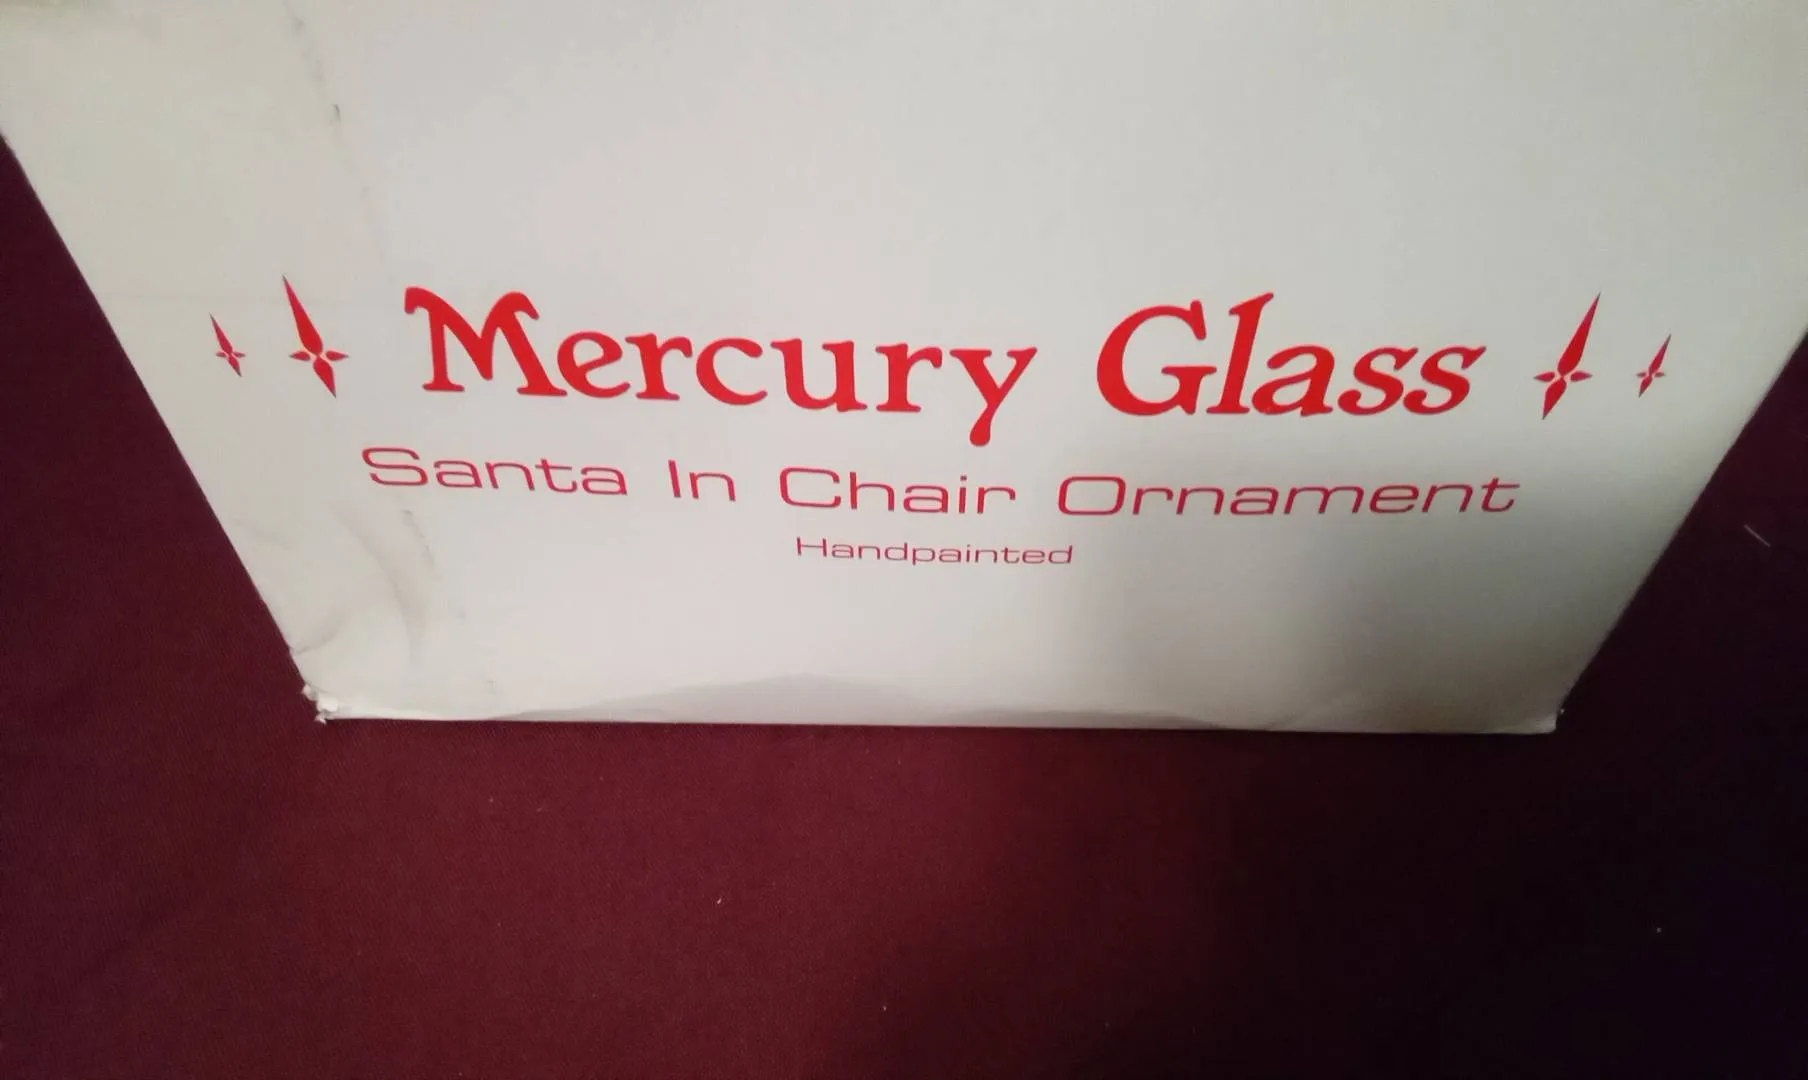 Mercury Glass
Santa In Chair Ornament
Handpainted